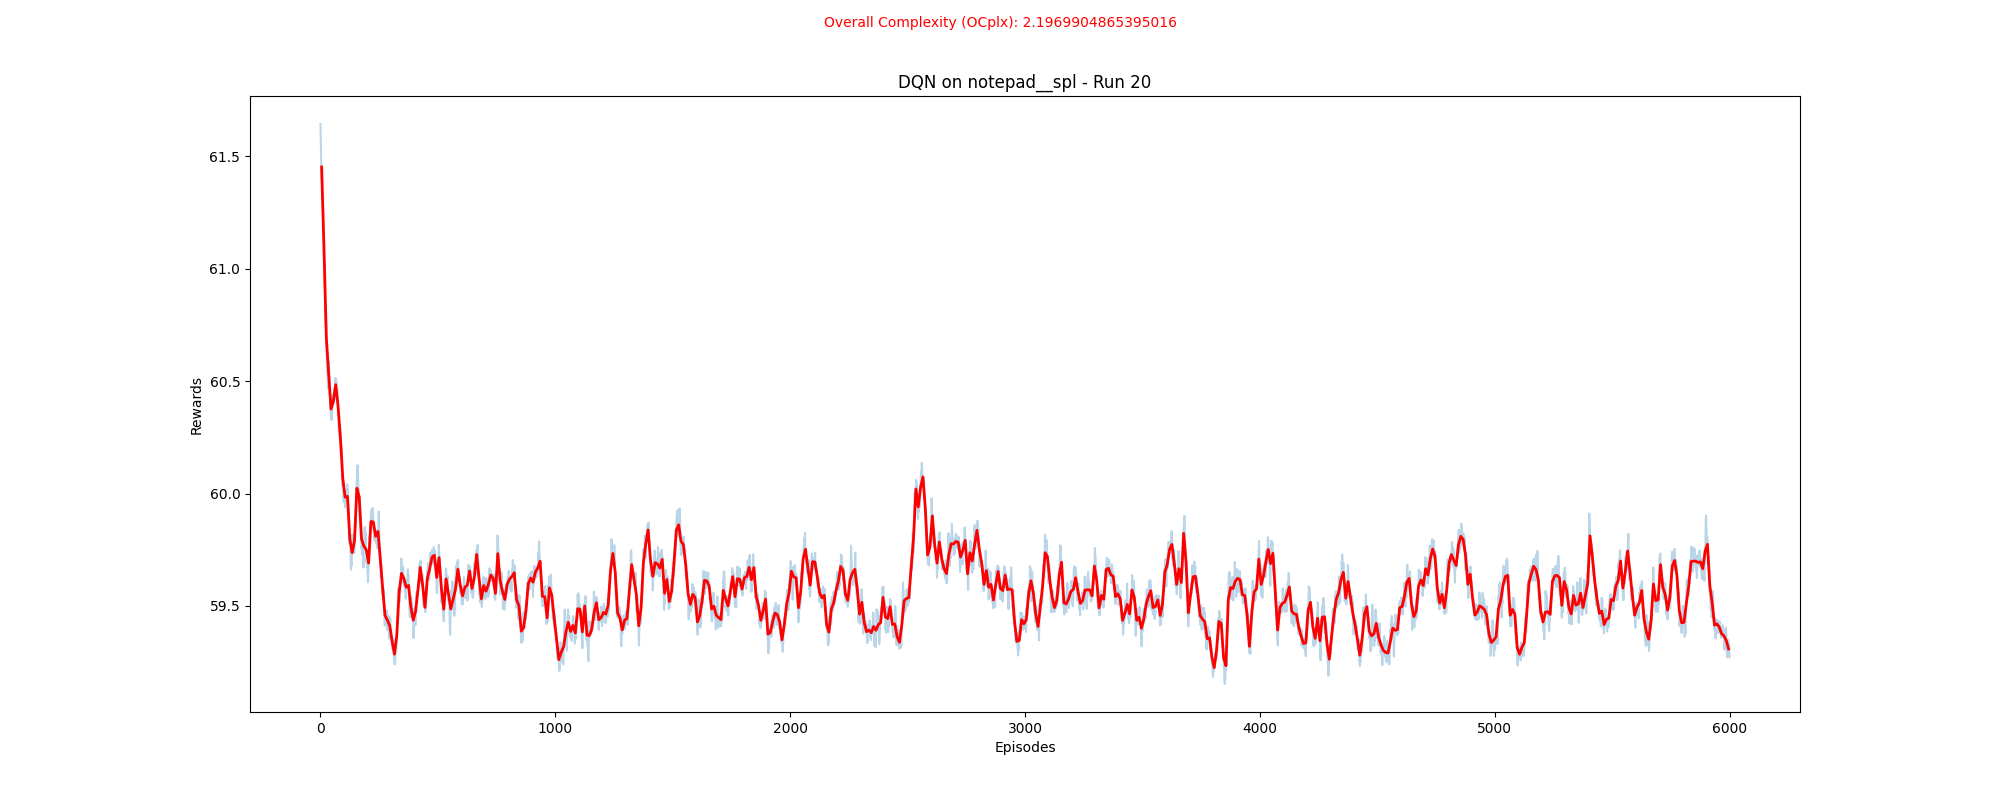 Overall Complexity (OCplx): 2.1969904865395016
DQN on notepad__spl - Run 20
61.5
61.0
60.5
60.0
59.5
Rewards
0 1000 2000 3000 4000 5000 6000
Episodes